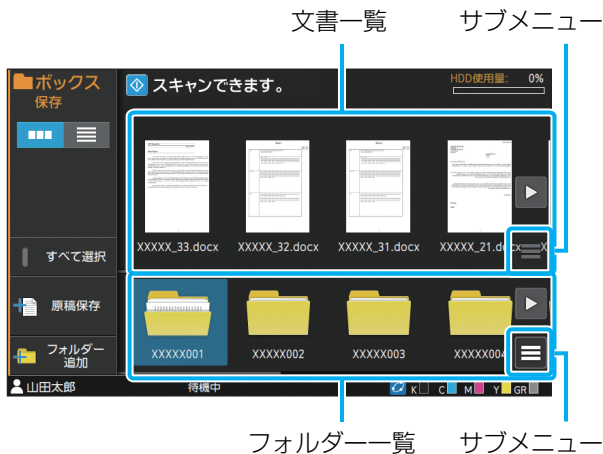 文書一覧 サブメニュー
ボックス
保存
スキャンできます。
HDD使用量: 0%
XXXXX_33.docx XXXXX_32.docx XXXXX_31.docx XXXXX_21.docx
すべて選択
原稿保存
フォルダー
追加
XXXXX001 XXXXX002 XXXXX003 XXXXX004
山田太郎 待機中 K C M Y GR
フォルダー一覧 サブメニュー